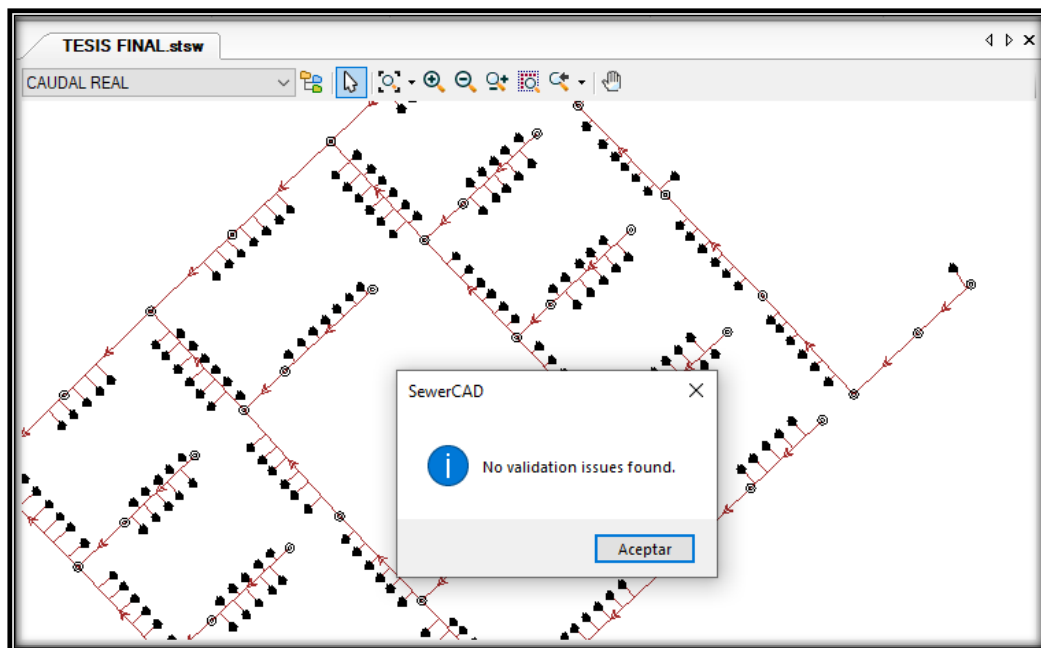 TESIS FINAL.stsw
CAUDAL REAL
SewerCAD
No validation issues found.
Aceptar